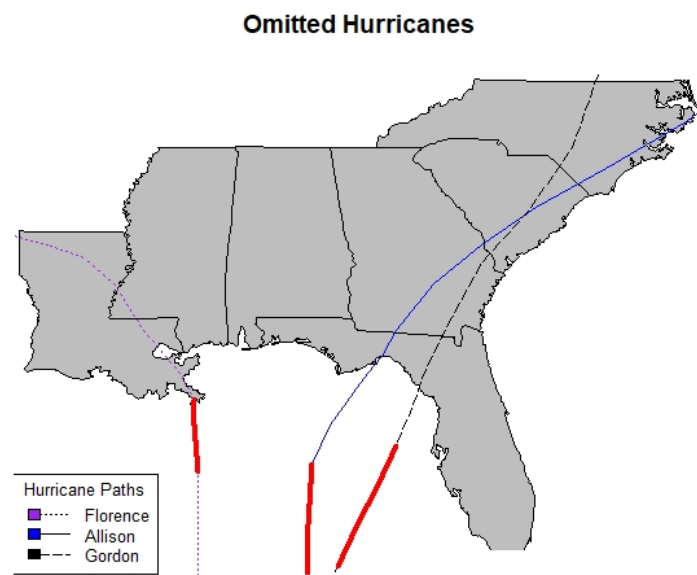 Omitted Hurricanes
Hurricane Paths
Florence
Allison
Gordon